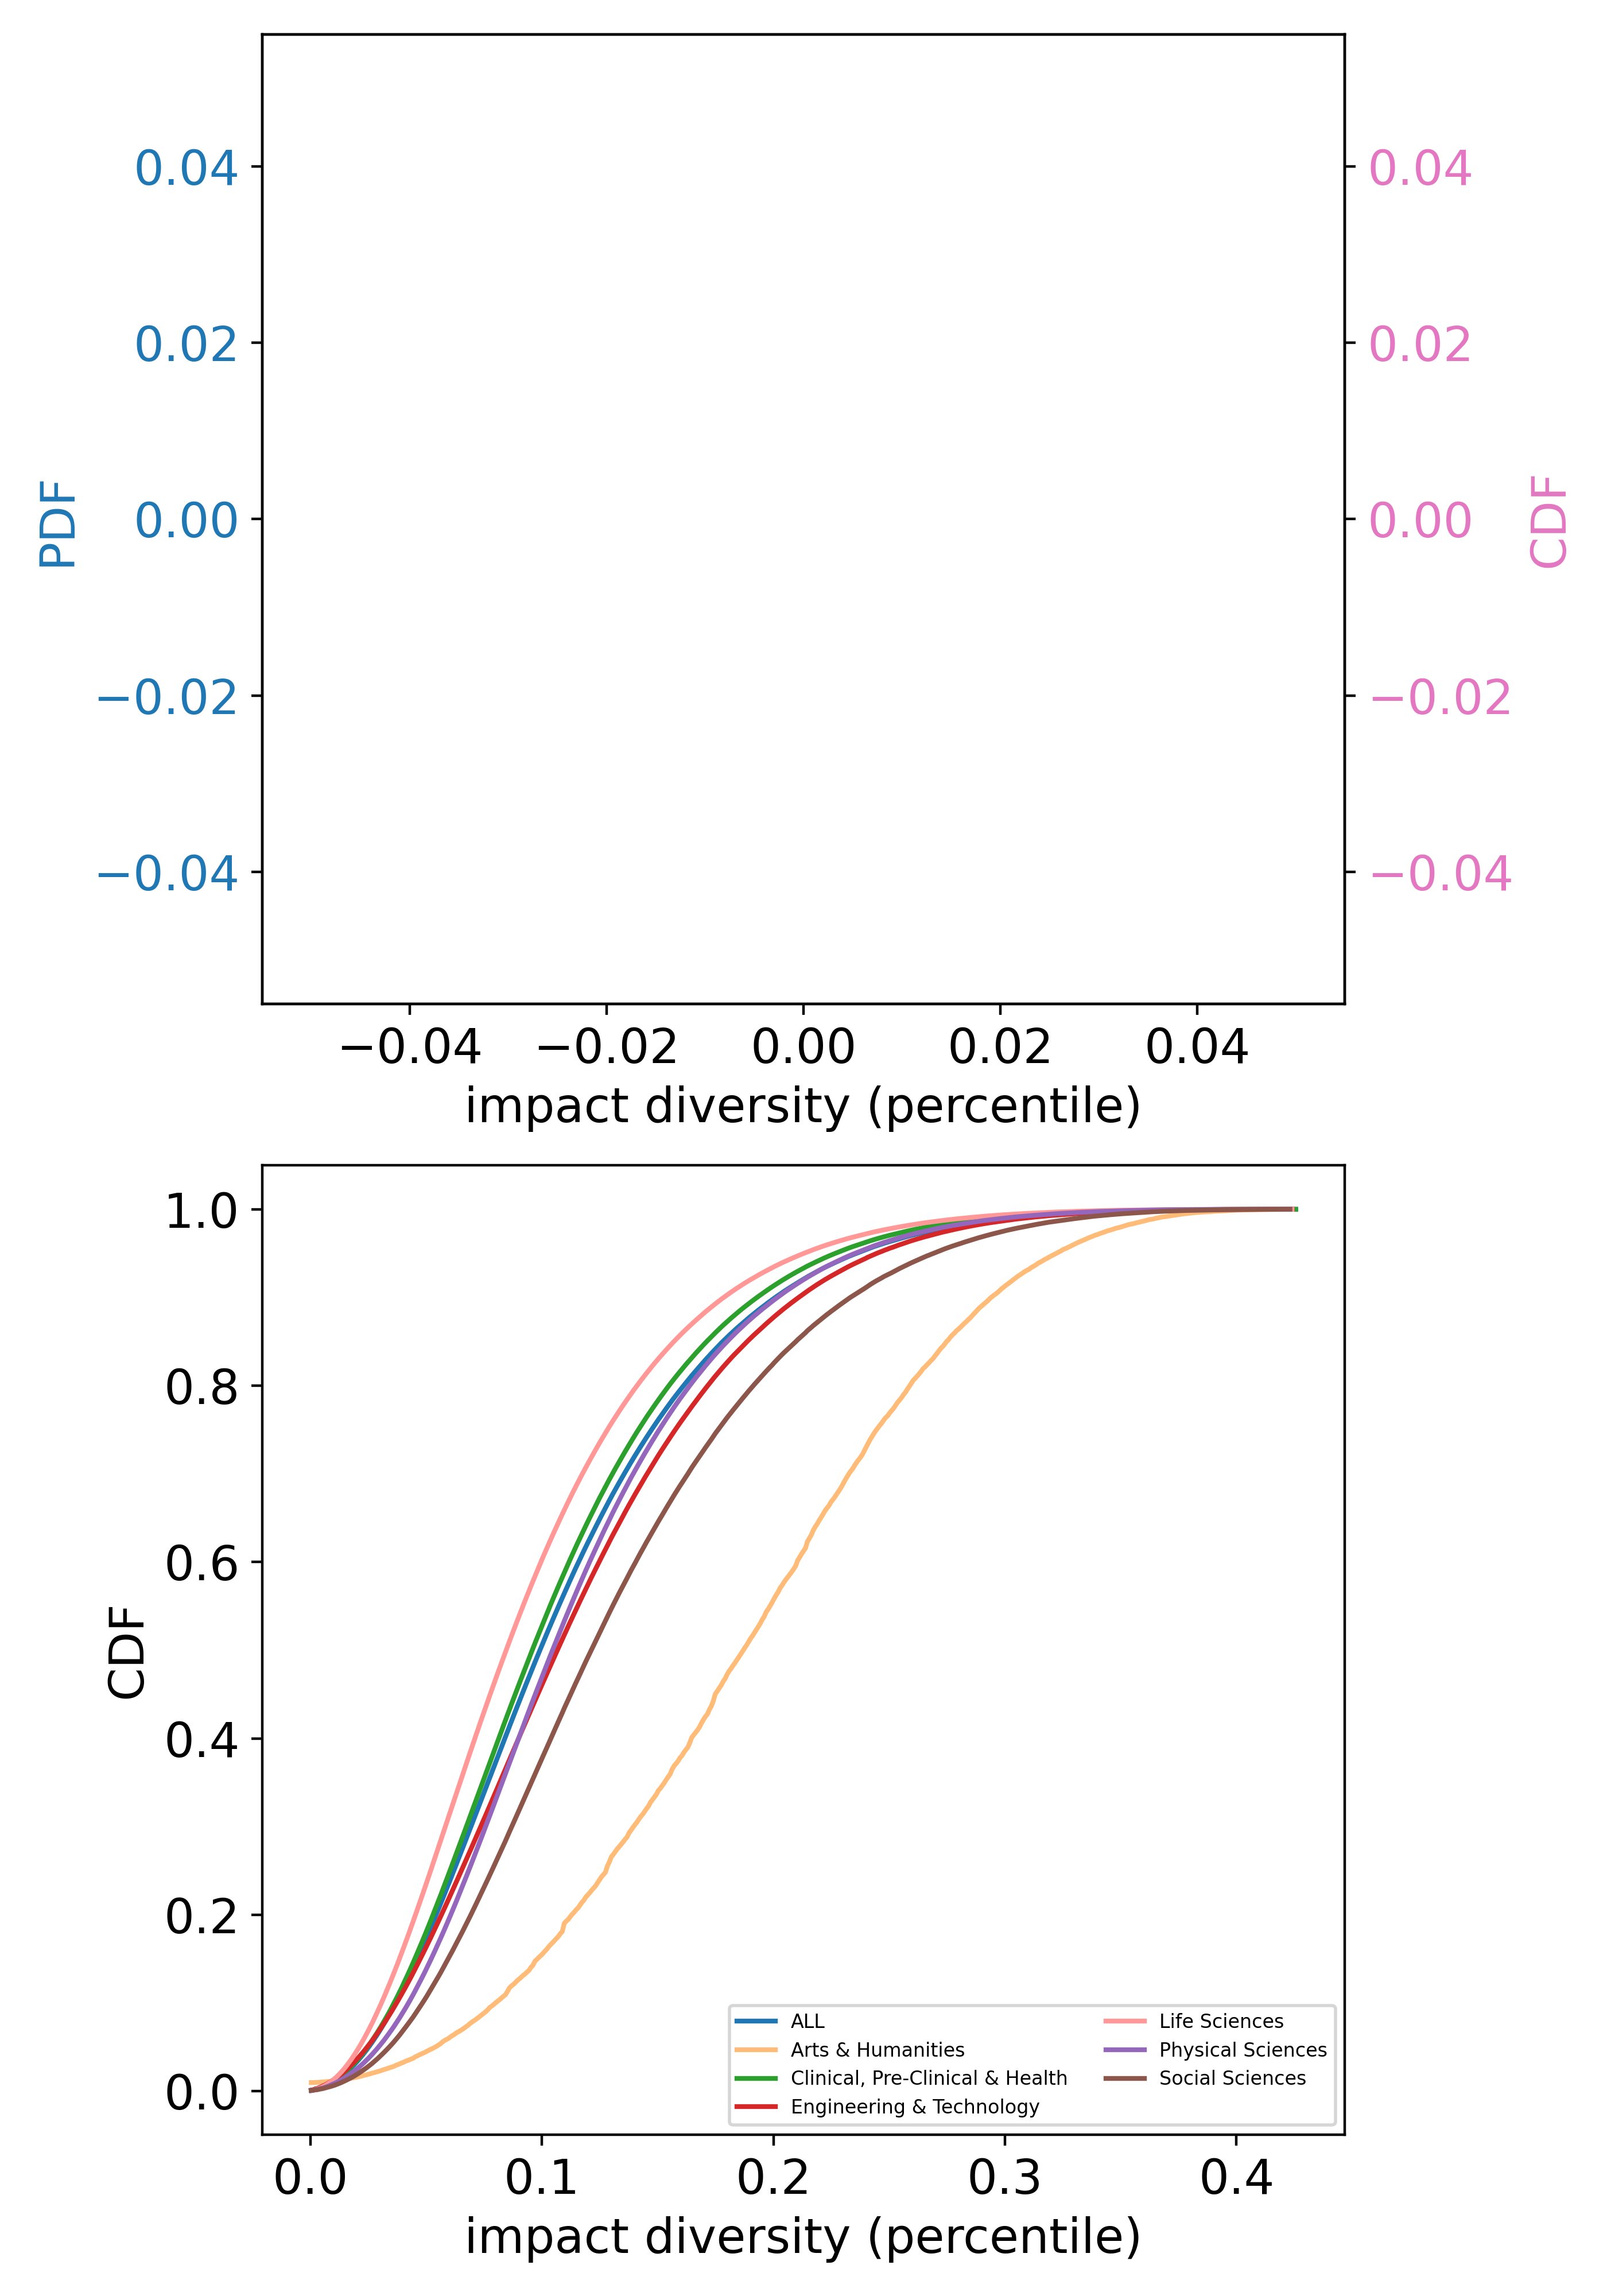 0.04
0.02
0.00
−0.02
−0.04
PDF
0.04
0.02
0.00
−0.02
−0.04
CDF
−0.04 −0.02 0.00 0.02 0.04
impact diversity (percentile)
1.0
0.8
0.6
0.4
0.2
0.0
CDF
ALL
Arts & Humanities
Clinical, Pre-Clinical & Health
Engineering & Technology
Life Sciences
Physical Sciences
Social Sciences
0.0 0.1 0.2 0.3 0.4
impact diversity (percentile)